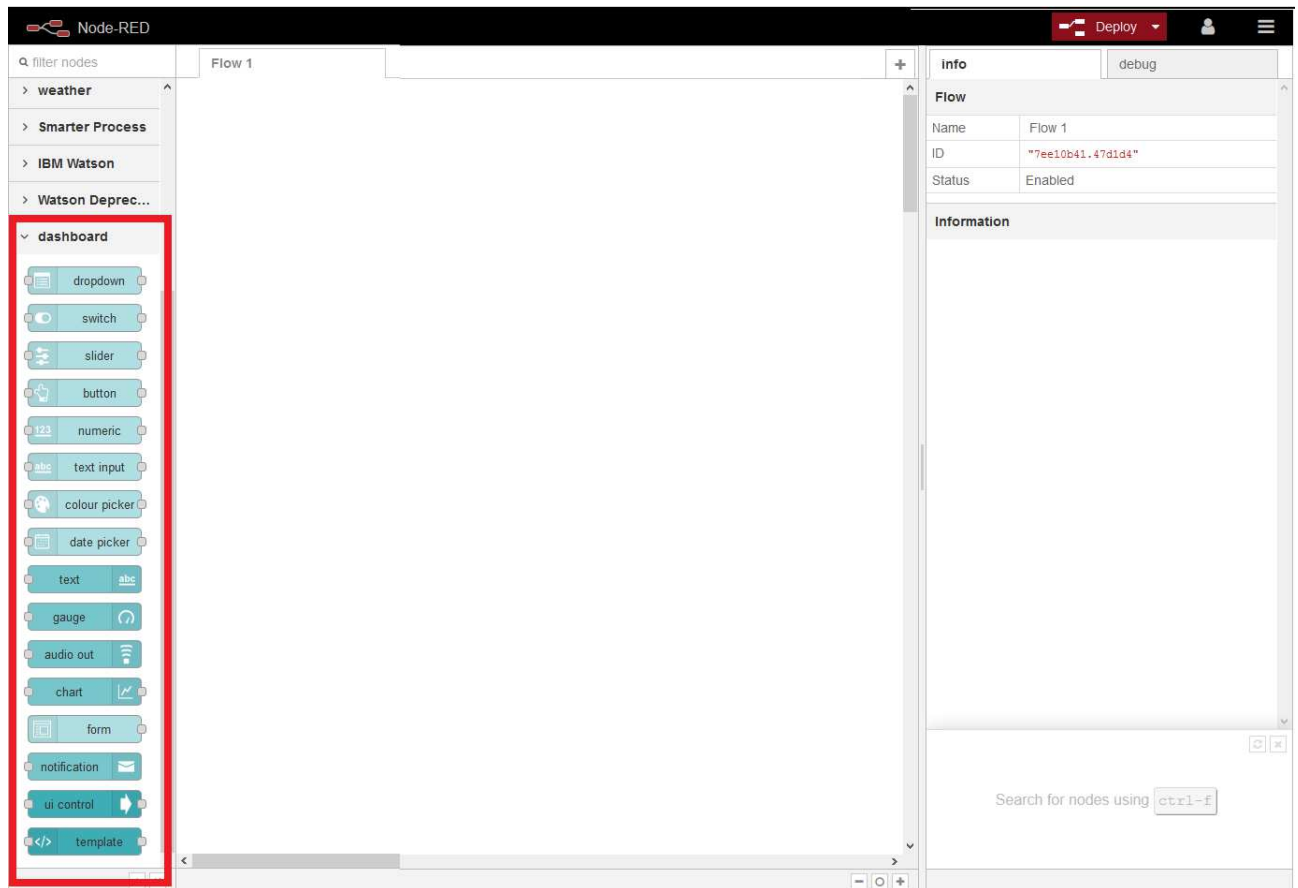 Node-RED
Deploy
filter nodes
Flow 1
info
debug
weather
Smarter Process
IBM Watson
Watson Deprec...
dashboard
dropdown
switch
slider
button
123
numeric
abc
text input
colour picker
date picker
text
abc
gauge
audio out
chart
form
notification
ui control
</>
template
Flow
Name
Flow 1
ID
"7ee10b41.47d1d4"
Status
Enabled
Information
Search for nodes using ctrl-f